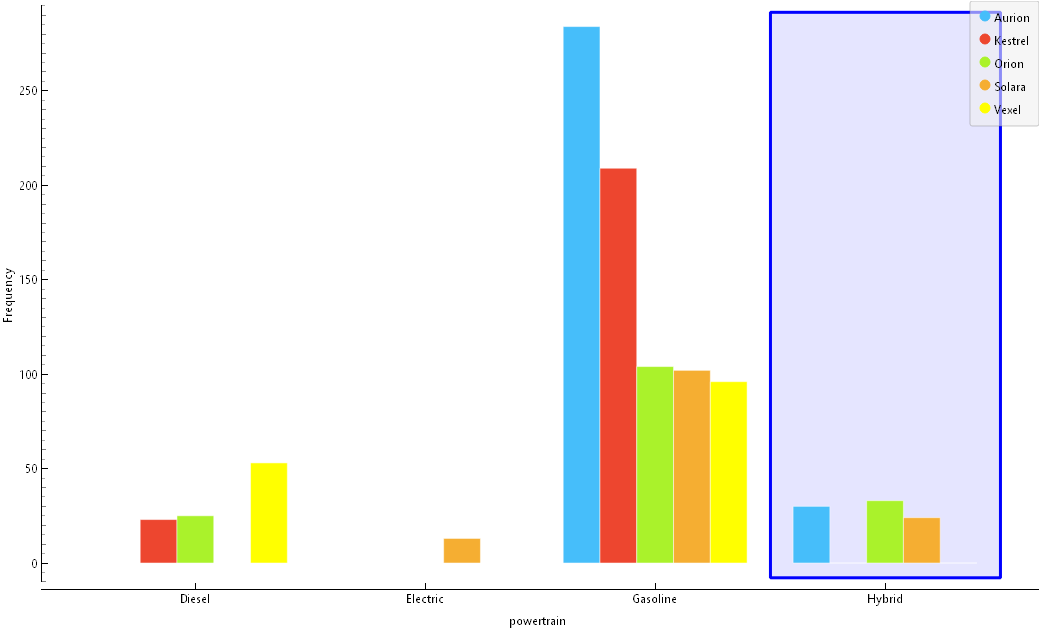 Aurion
Kestrel
Orion
Solara
Vexel
250
200
150
100
50
0
Frequency
Diesel
Electric
Gasoline
Hybrid
powertrain